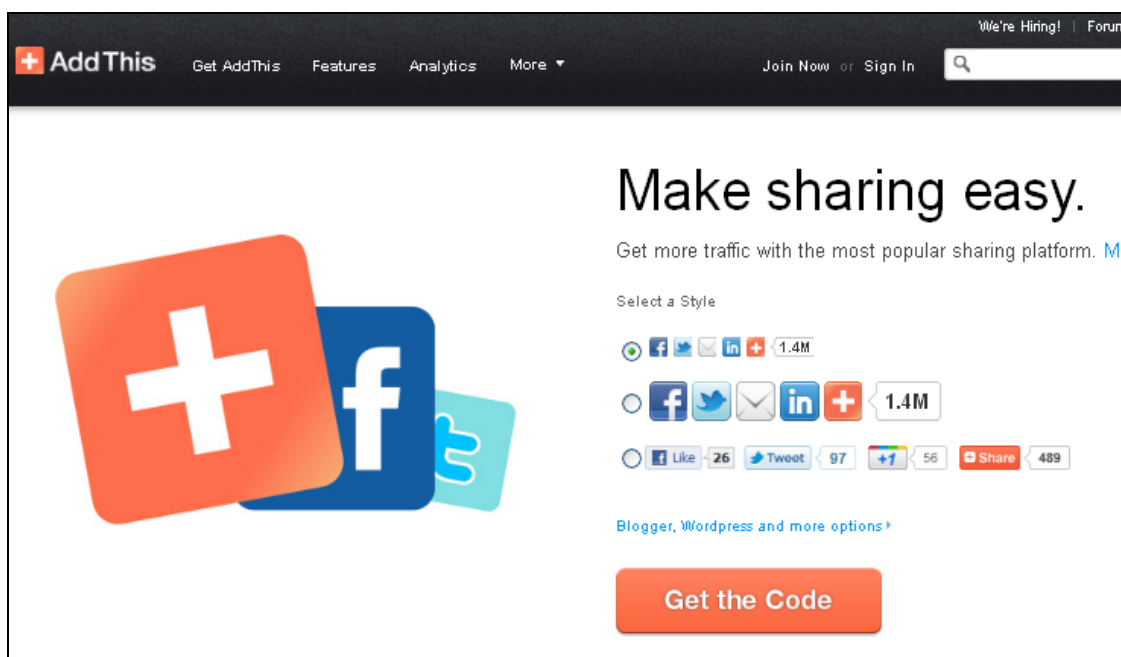 We're Hiring! | Forum
AddThis Get AddThis Features Analytics More Join Now or Sign In
Make sharing easy.
Get more traffic with the most popular sharing platform. M
Select a Style
1.4M
1.4M
Like 26 Tweet 97 +1 56 Share 489
Blogger, Wordpress and more options
Get the Code